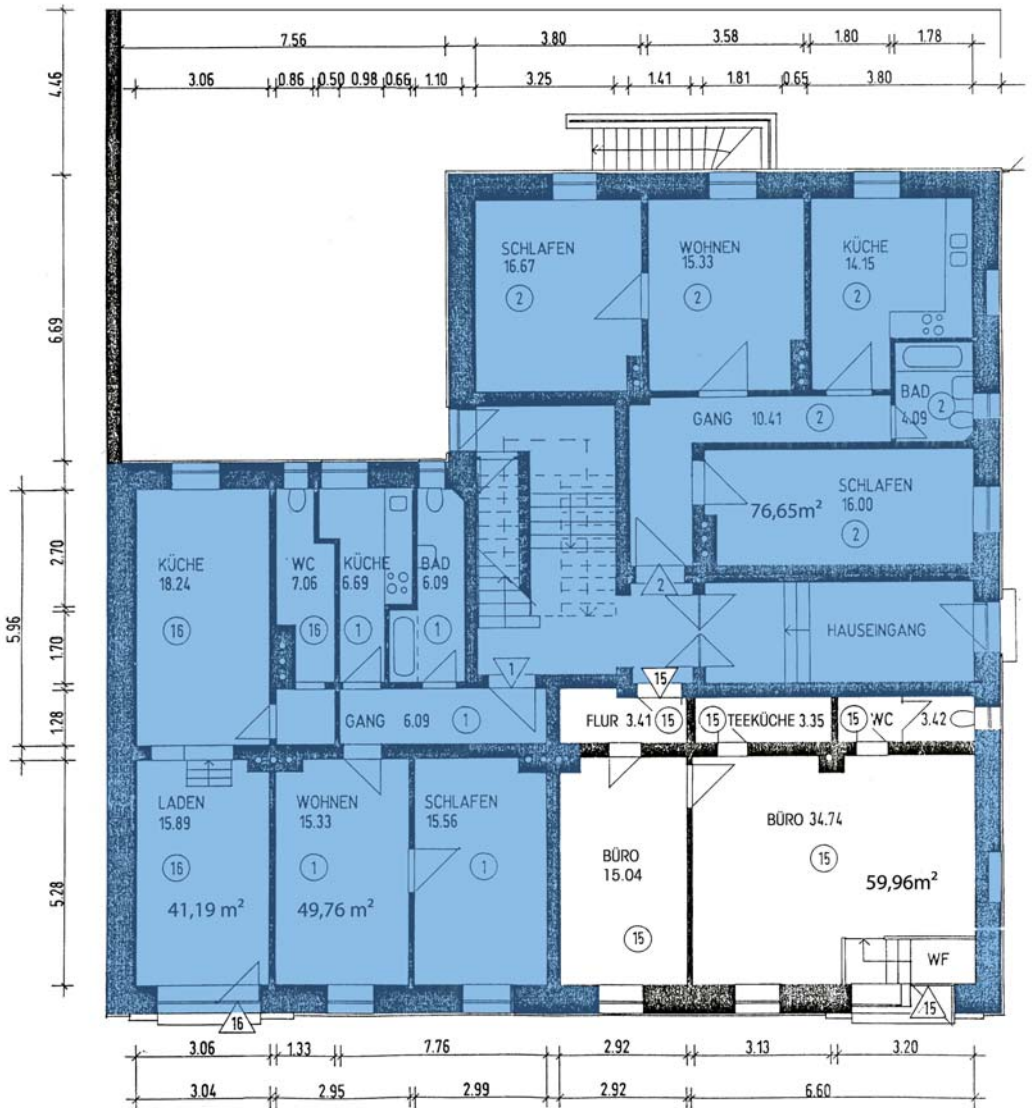 7.56 3.80 3.58 1.80 1.78
3.06 0.86 0.50 0.98 0.66 1.10 3.25 1.41 1.81 0.65 3.80
4.46
6.69
5.96
2.70
1.70
1.28
5.28
SCHLAFEN
16.67
2
WOHNEN
15.33
2
KÜCHE
14.15
2
BAD
4.09
2
GANG 10.41 2
SCHLAFEN
16.00
76,65m²
2
KÜCHE
18.24
16
WC
7.06
16
KÜCHE
6.69
1
BAD
6.09
1
2
HAUSEINGANG
1
15
GANG 6.09 1
FLUR 3.41 15
15 TEEKÜCHE 3.35
15 WC 3.42
LADEN
15.89
16
41,19 m²
WOHNEN
15.33
1
49,76 m²
SCHLAFEN
15.56
1
BÜRO
15.04
15
BÜRO 34.74
15
59,96m²
WF
16
15
3.06 1.33 7.76 2.92 3.13 3.20
3.04 2.95 2.99 2.92 6.60